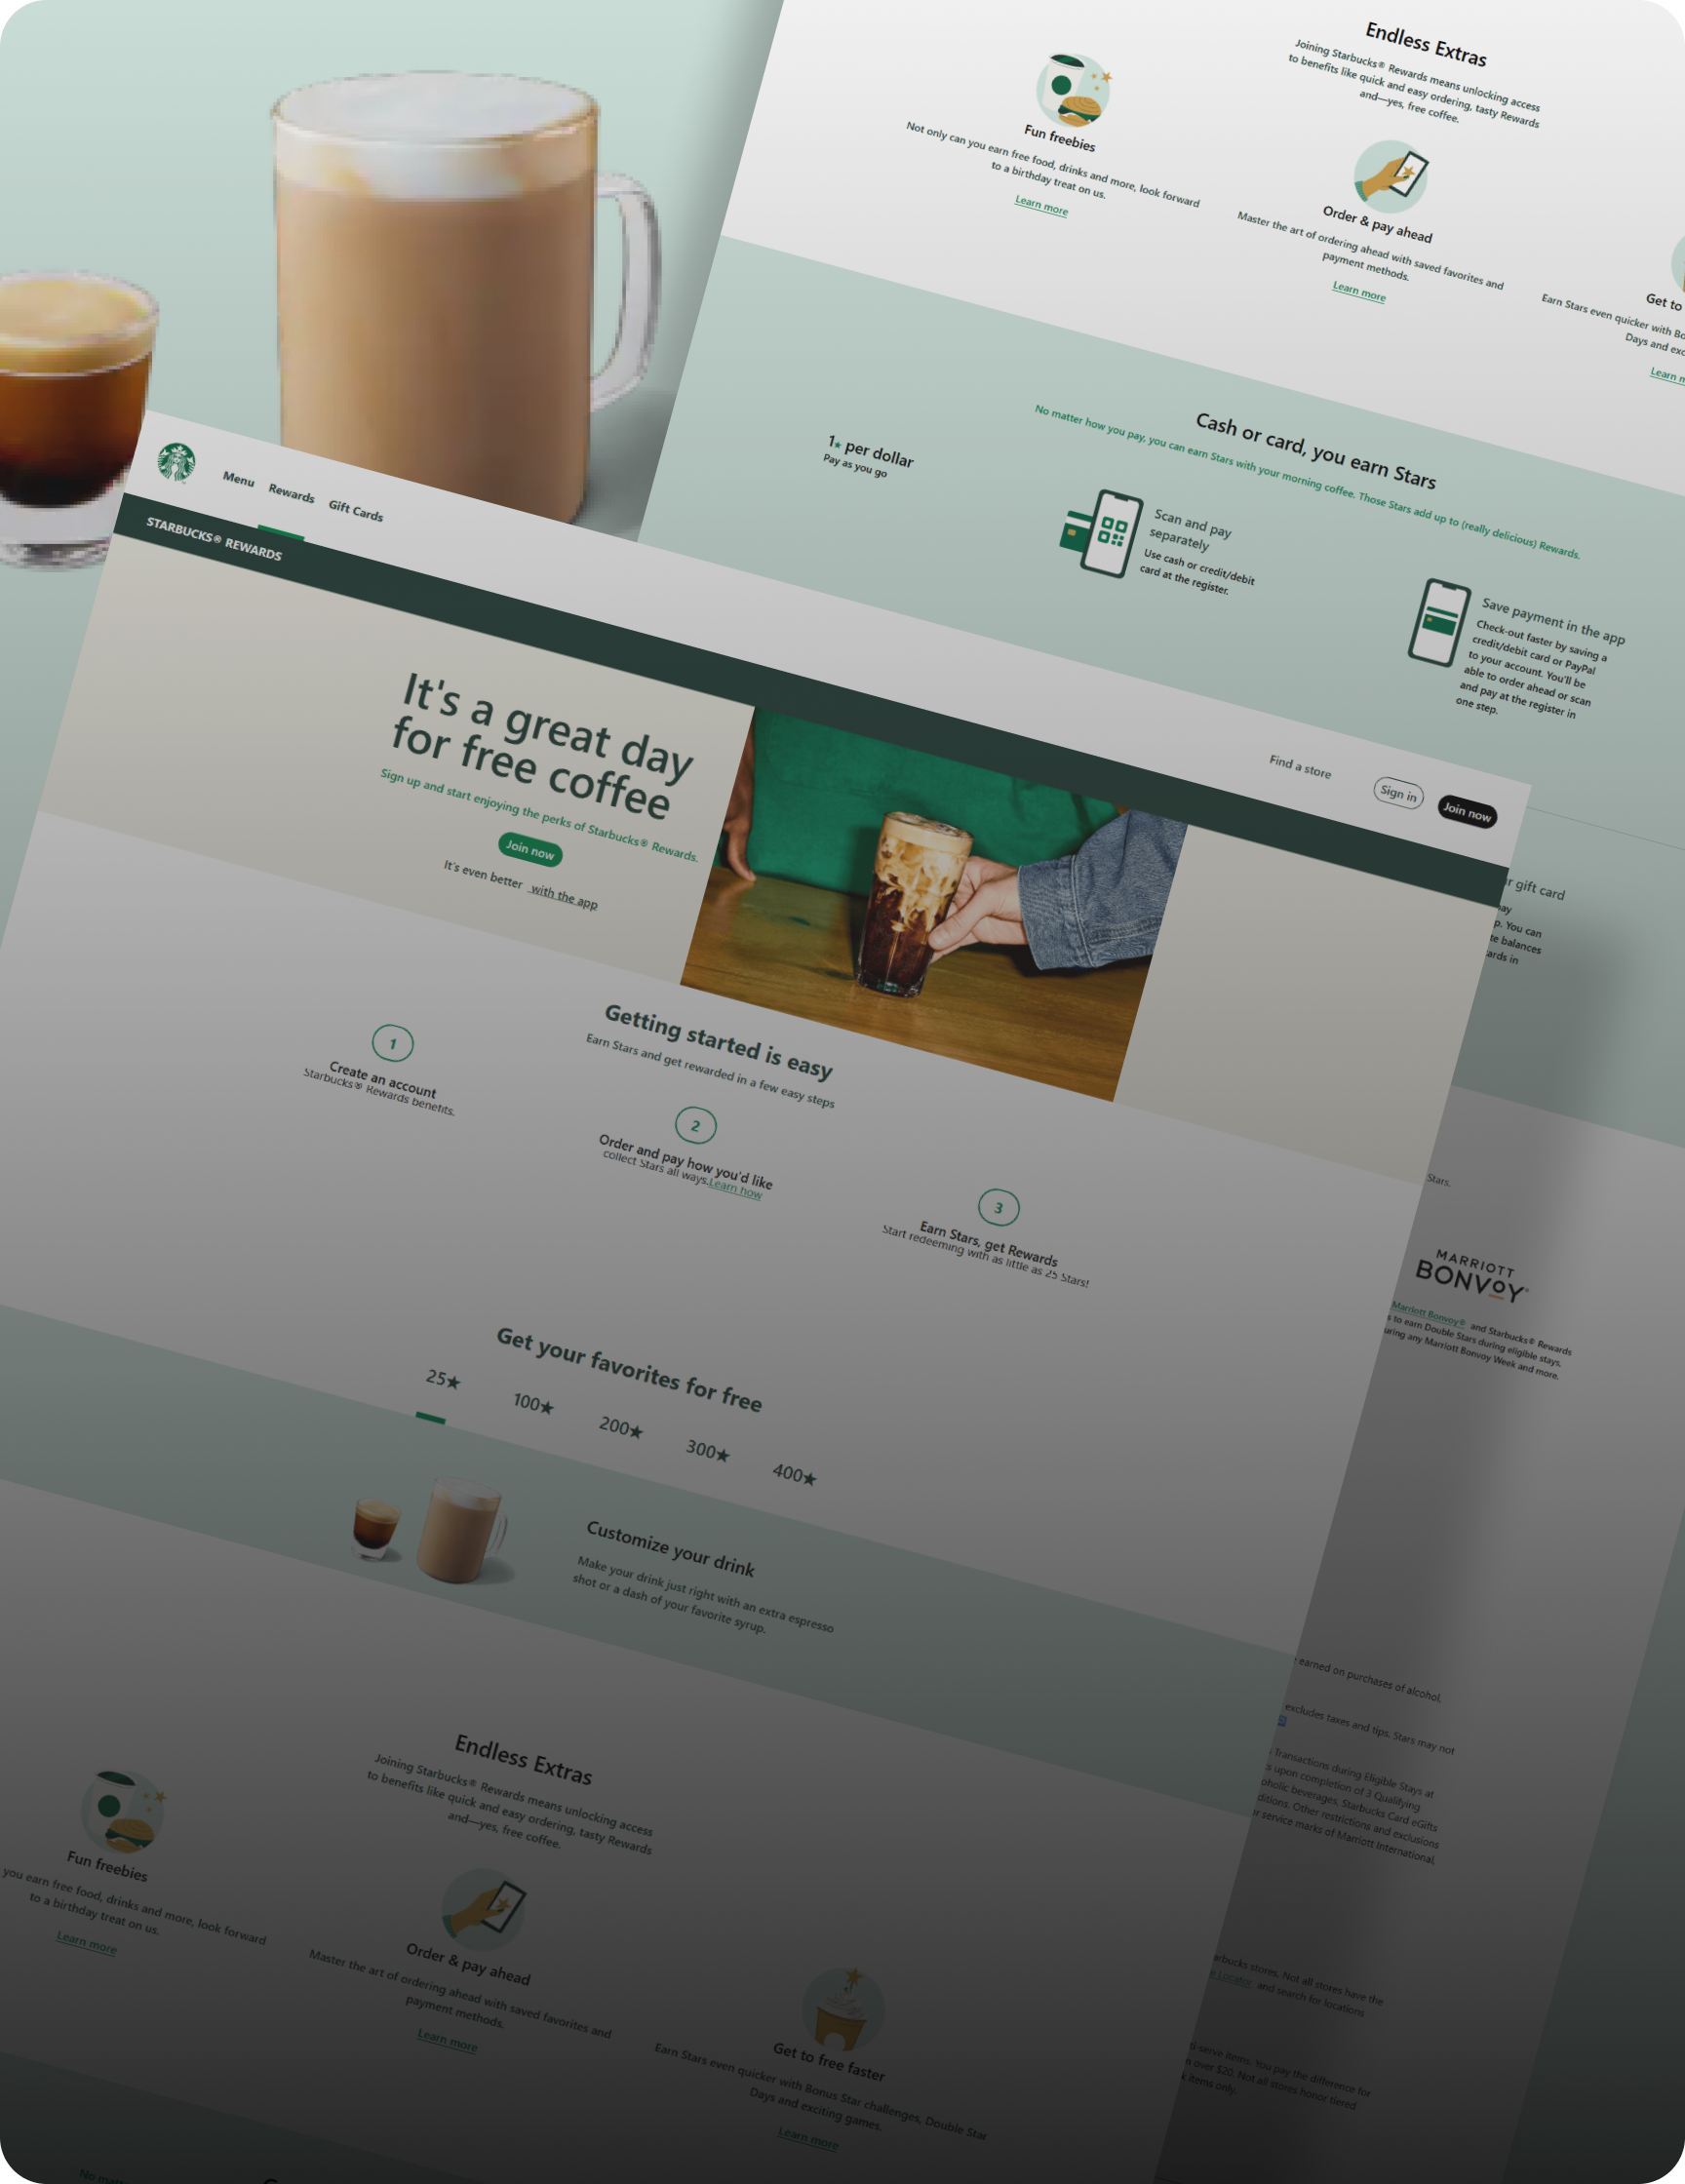 Endless Extras
Joining Starbucks® Rewards means unlocking access
to benefits like quick and easy ordering, tasty Rewards
and—yes, free coffee.
Fun freebies
Not only can you earn free food, drinks and more, look forward
to a birthday treat on us.
Learn more
Order & pay ahead
Master the art of ordering ahead with saved favorites and
payment methods.
Learn more
Get to
Earn Stars even quicker with Bo
Days and exc
Learn m
Cash or card, you earn Stars
No matter how you pay, you can earn Stars with your morning coffee. Those Stars add up to (really delicious) Rewards.
1★ per dollar
Pay as you go
Scan and pay
separately
Use cash or credit/debit
card at the register.
Save payment in the app
Check-out faster by saving a
credit/debit card or PayPal
to your account. You'll be
able to order ahead or scan
and pay at the register in
one step.
r gift card
ay
p. You can
te balances
ards in
Stars.
MARRIOTT
BONVOY®
Marriott Bonvoy® and Starbucks® Rewards
s to earn Double Stars during eligible stays,
uring any Marriott Bonvoy Week and more.
earned on purchases of alcohol,
excludes taxes and tips. Stars may not
Transactions during Eligible Stays at
s upon completion of 3 Qualifying
oholic beverages, Starbucks Card eGifts
ditions. Other restrictions and exclusions
r service marks of Marriott International,
arbucks stores. Not all stores have the
e Locator and search for locations
-serve items. You pay the difference for
over $20. Not all stores honor tiered
k items only.
Menu
Rewards
Gift Cards
Find a store
Sign in
Join now
STARBUCKS® REWARDS
It's a great day
for free coffee
Sign up and start enjoying the perks of Starbucks® Rewards.
Join now
It's even better with the app
Getting started is easy
Earn Stars and get rewarded in a few easy steps
1
Create an account
Starbucks® Rewards benefits.
2
Order and pay how you'd like
collect Stars all ways.Learn how
3
Earn Stars, get Rewards
Start redeeming with as little as 25 Stars!
Get your favorites for free
25★
100★
200★
300★
400★
Customize your drink
Make your drink just right with an extra espresso
shot or a dash of your favorite syrup.
Endless Extras
Joining Starbucks® Rewards means unlocking access
to benefits like quick and easy ordering, tasty Rewards
and—yes, free coffee.
Fun freebies
you earn free food, drinks and more, look forward
to a birthday treat on us.
Learn more
Order & pay ahead
Master the art of ordering ahead with saved favorites and
payment methods.
Learn more
Get to free faster
Earn Stars even quicker with Bonus Star challenges, Double Star
Days and exciting games.
Learn more
No matt